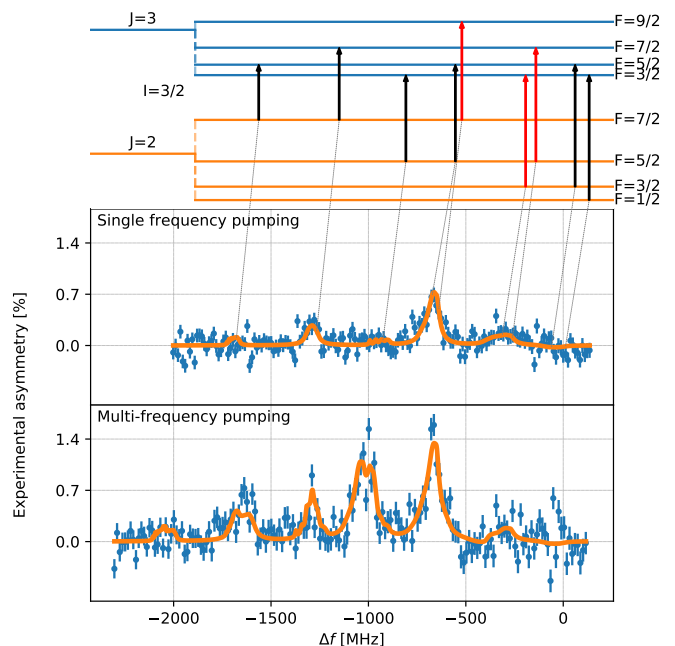 J=3
F=9/2
F=7/2
F=5/2
F=3/2
I=3/2
F=7/2
J=2
F=5/2
F=3/2
F=1/2
Single frequency pumping
1.4
0.7
0.0
Multi-frequency pumping
1.4
0.7
0.0
Experimental asymmetry [%]
−2000 −1500 −1000 −500 0
Δf [MHz]